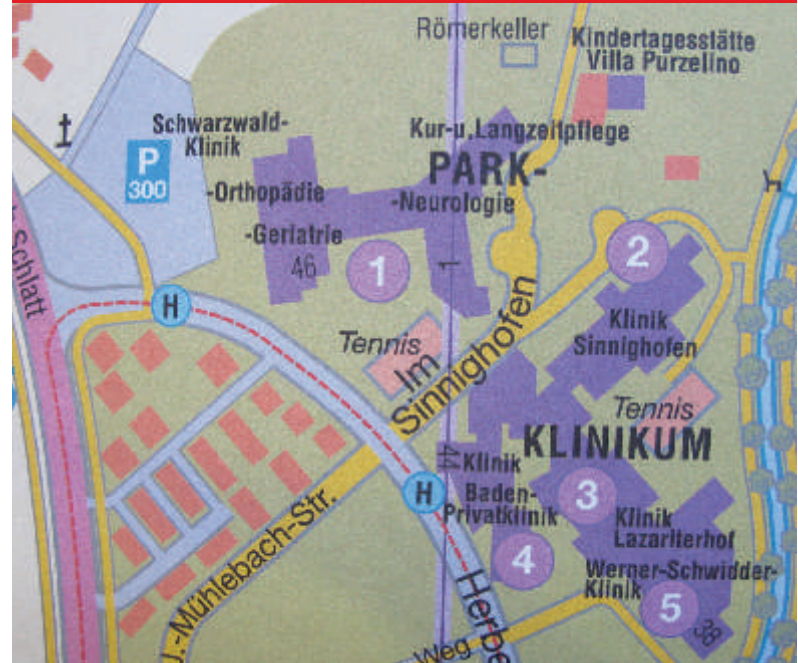 Römerkeller
Kindertagesstätte
Villa Purzelino
Schwarzwald-
Klinik
P
300
Kur-u.Langzeitpflege
PARK-
-Orthopädie
-Neurologie
-Geriatrie
46
1
1
2
Schlatt
H
Klinik
Sinnighofen
Tennis
Im
Sinnighofen
Tennis
KLINIKUM
44
Klinik
Baden-
Privatklinik
H
3
Klinik
Lazariterhof
4
Werner-Schwidder-
Klinik
5
38
J.-Mühlebach-Str.
Herbe
Weg